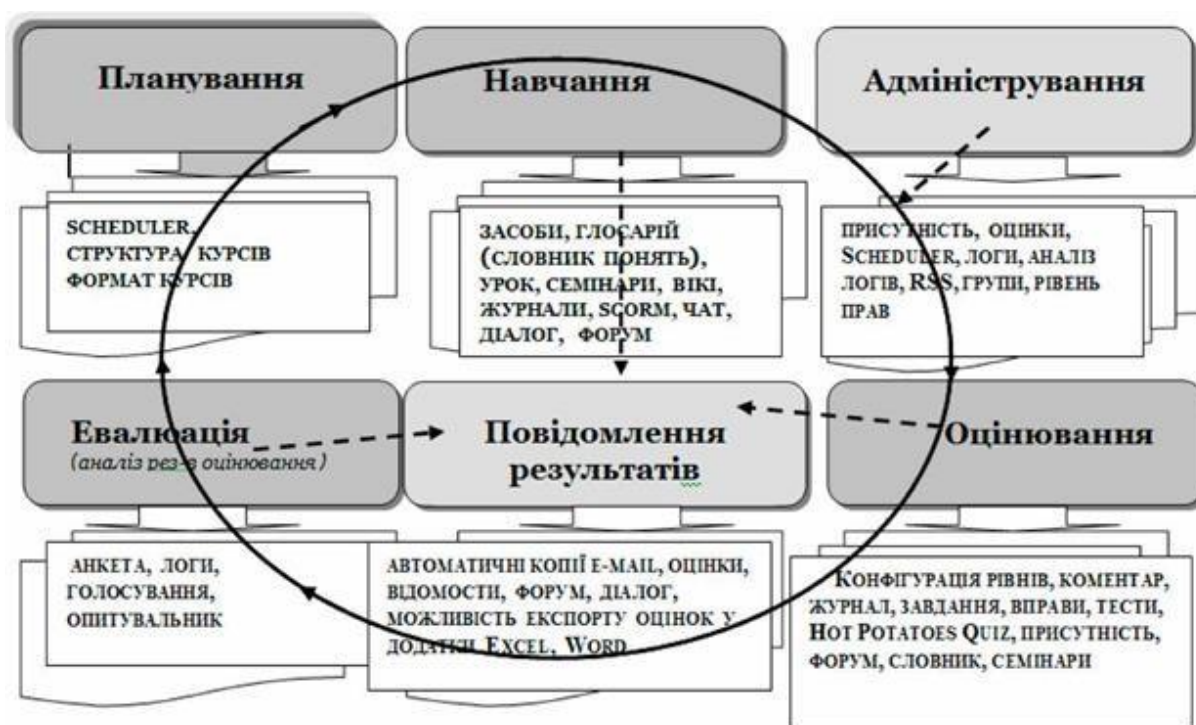 Планування
Навчання
Адміністрування
SCHEDULER,
СТРУКТУРА КУРСІВ
ФОРМАТ КУРСІВ
ЗАСОБИ, ГЛОСАРІЙ
(СЛОВНИК ПОНЯТЬ),
УРОК, СЕМІНАРИ, ВІКІ,
ЖУРНАЛИ, SCORM, ЧАТ,
ДІАЛОГ, ФОРУМ
ПРИСУТНІСТЬ, ОЦІНКИ,
SCHEDULER, ЛОГИ, АНАЛІЗ
ЛОГІВ, RSS, ГРУПИ, РІВЕНЬ
ПРАВ
Евалюація
(аналіз рез-в оцінювання)
Повідомлення
результатів
Оцінювання
АНКЕТА, ЛОГИ,
ГОЛОСУВАННЯ,
ОПИТУВАЛЬНИК
АВТОМАТИЧНІ КОПІЇ E-MAIL, ОЦІНКИ,
ВІДОМОСТИ, ФОРУМ, ДІАЛОГ,
МОЖЛИВІСТЬ ЕКСПОРТУ ОЦІНОК У
ДОДАТКИ EXCEL, WORD
КОНФІГУРАЦІЯ РІВНІВ, КОМЕНТАР,
ЖУРНАЛ, ЗАВДАННЯ, ВПРАВИ, ТЕСТИ,
HOT POTATOES QUIZ, ПРИСУТНІСТЬ,
ФОРУМ, СЛОВНИК, СЕМІНАРИ